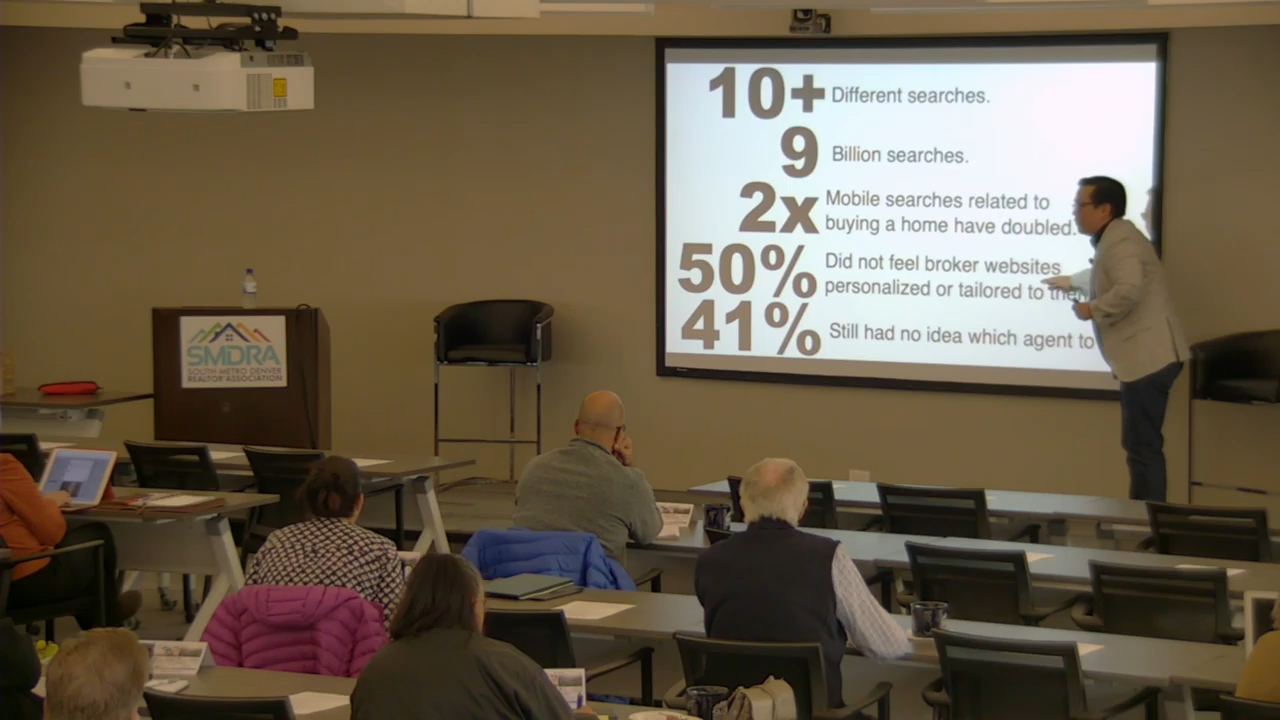 10+ Different searches.
9 Billion searches.
2x Mobile searches related to
buying a home have doubled.
50% Did not feel broker websites
personalized or tailored to them
41% Still had no idea which agent to
SMDRA
SOUTH METRO DENVER
REALTOR® ASSOCIATION